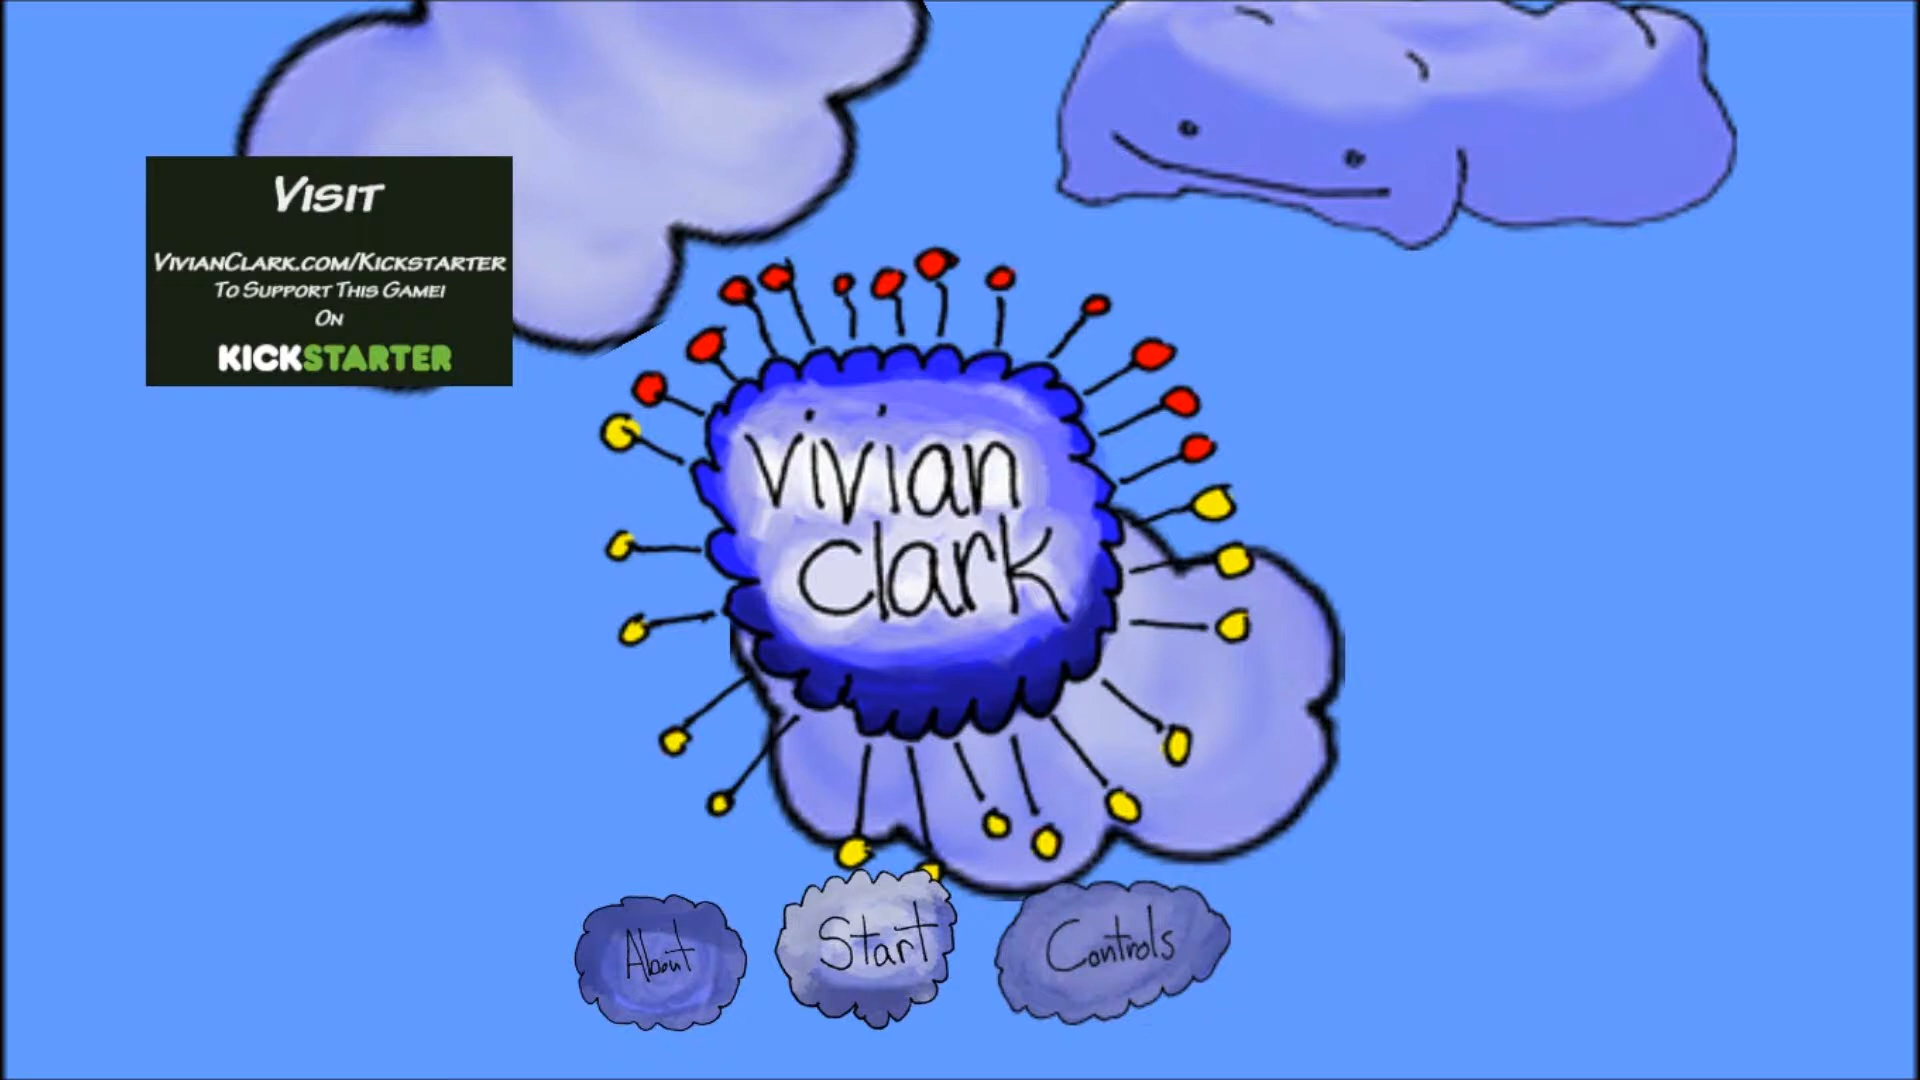 Visit
VivianClark.com/Kickstarter
To Support This Game!
On
KICKSTARTER
vivian
clark
About
Start
Controls